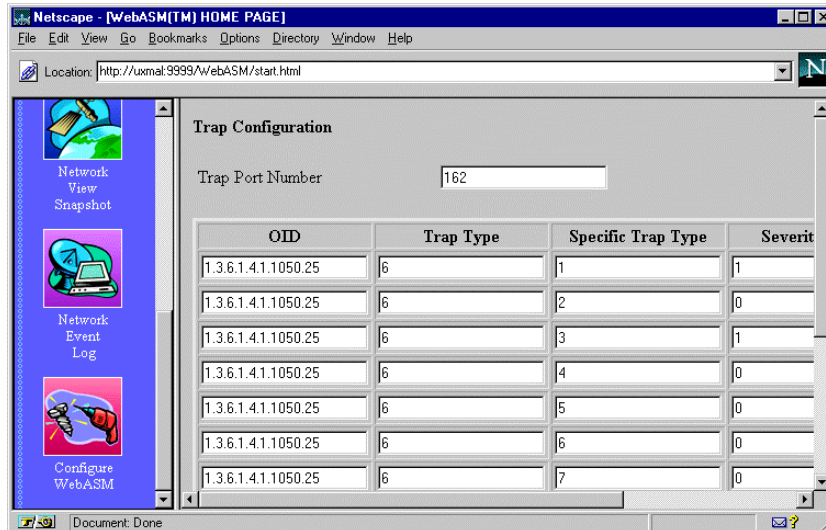 Netscape - [WebASM(TM) HOME PAGE]
File Edit View Go Bookmarks Options Directory Window Help
Location: http://uxmal:9999/WebASM/start.html
N
Network
View
Snapshot
Network
Event
Log
Configure
WebASM
Trap Configuration
Trap Port Number 162
OID Trap Type Specific Trap Type Severit
1.3.6.1.4.1.1050.25 6 1 1
1.3.6.1.4.1.1050.25 6 2 0
1.3.6.1.4.1.1050.25 6 3 1
1.3.6.1.4.1.1050.25 6 4 0
1.3.6.1.4.1.1050.25 6 5 0
1.3.6.1.4.1.1050.25 6 6 0
1.3.6.1.4.1.1050.25 6 7 0
Document: Done